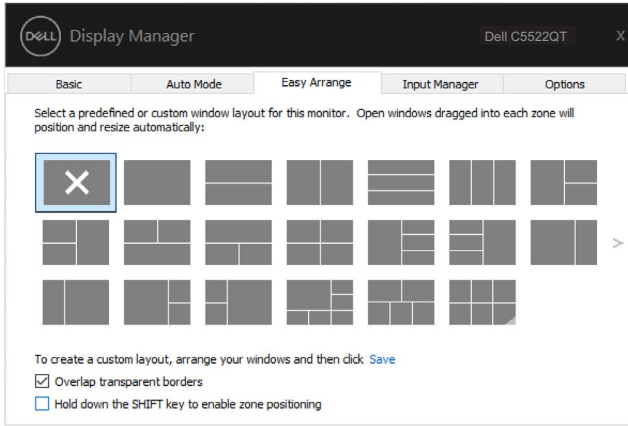 DELL Display Manager Dell C5522QT X
Basic Auto Mode Easy Arrange Input Manager Options
Select a predefined or custom window layout for this monitor. Open windows dragged into each zone will
position and resize automatically:
>
To create a custom layout, arrange your windows and then click Save
Overlap transparent borders
Hold down the SHIFT key to enable zone positioning